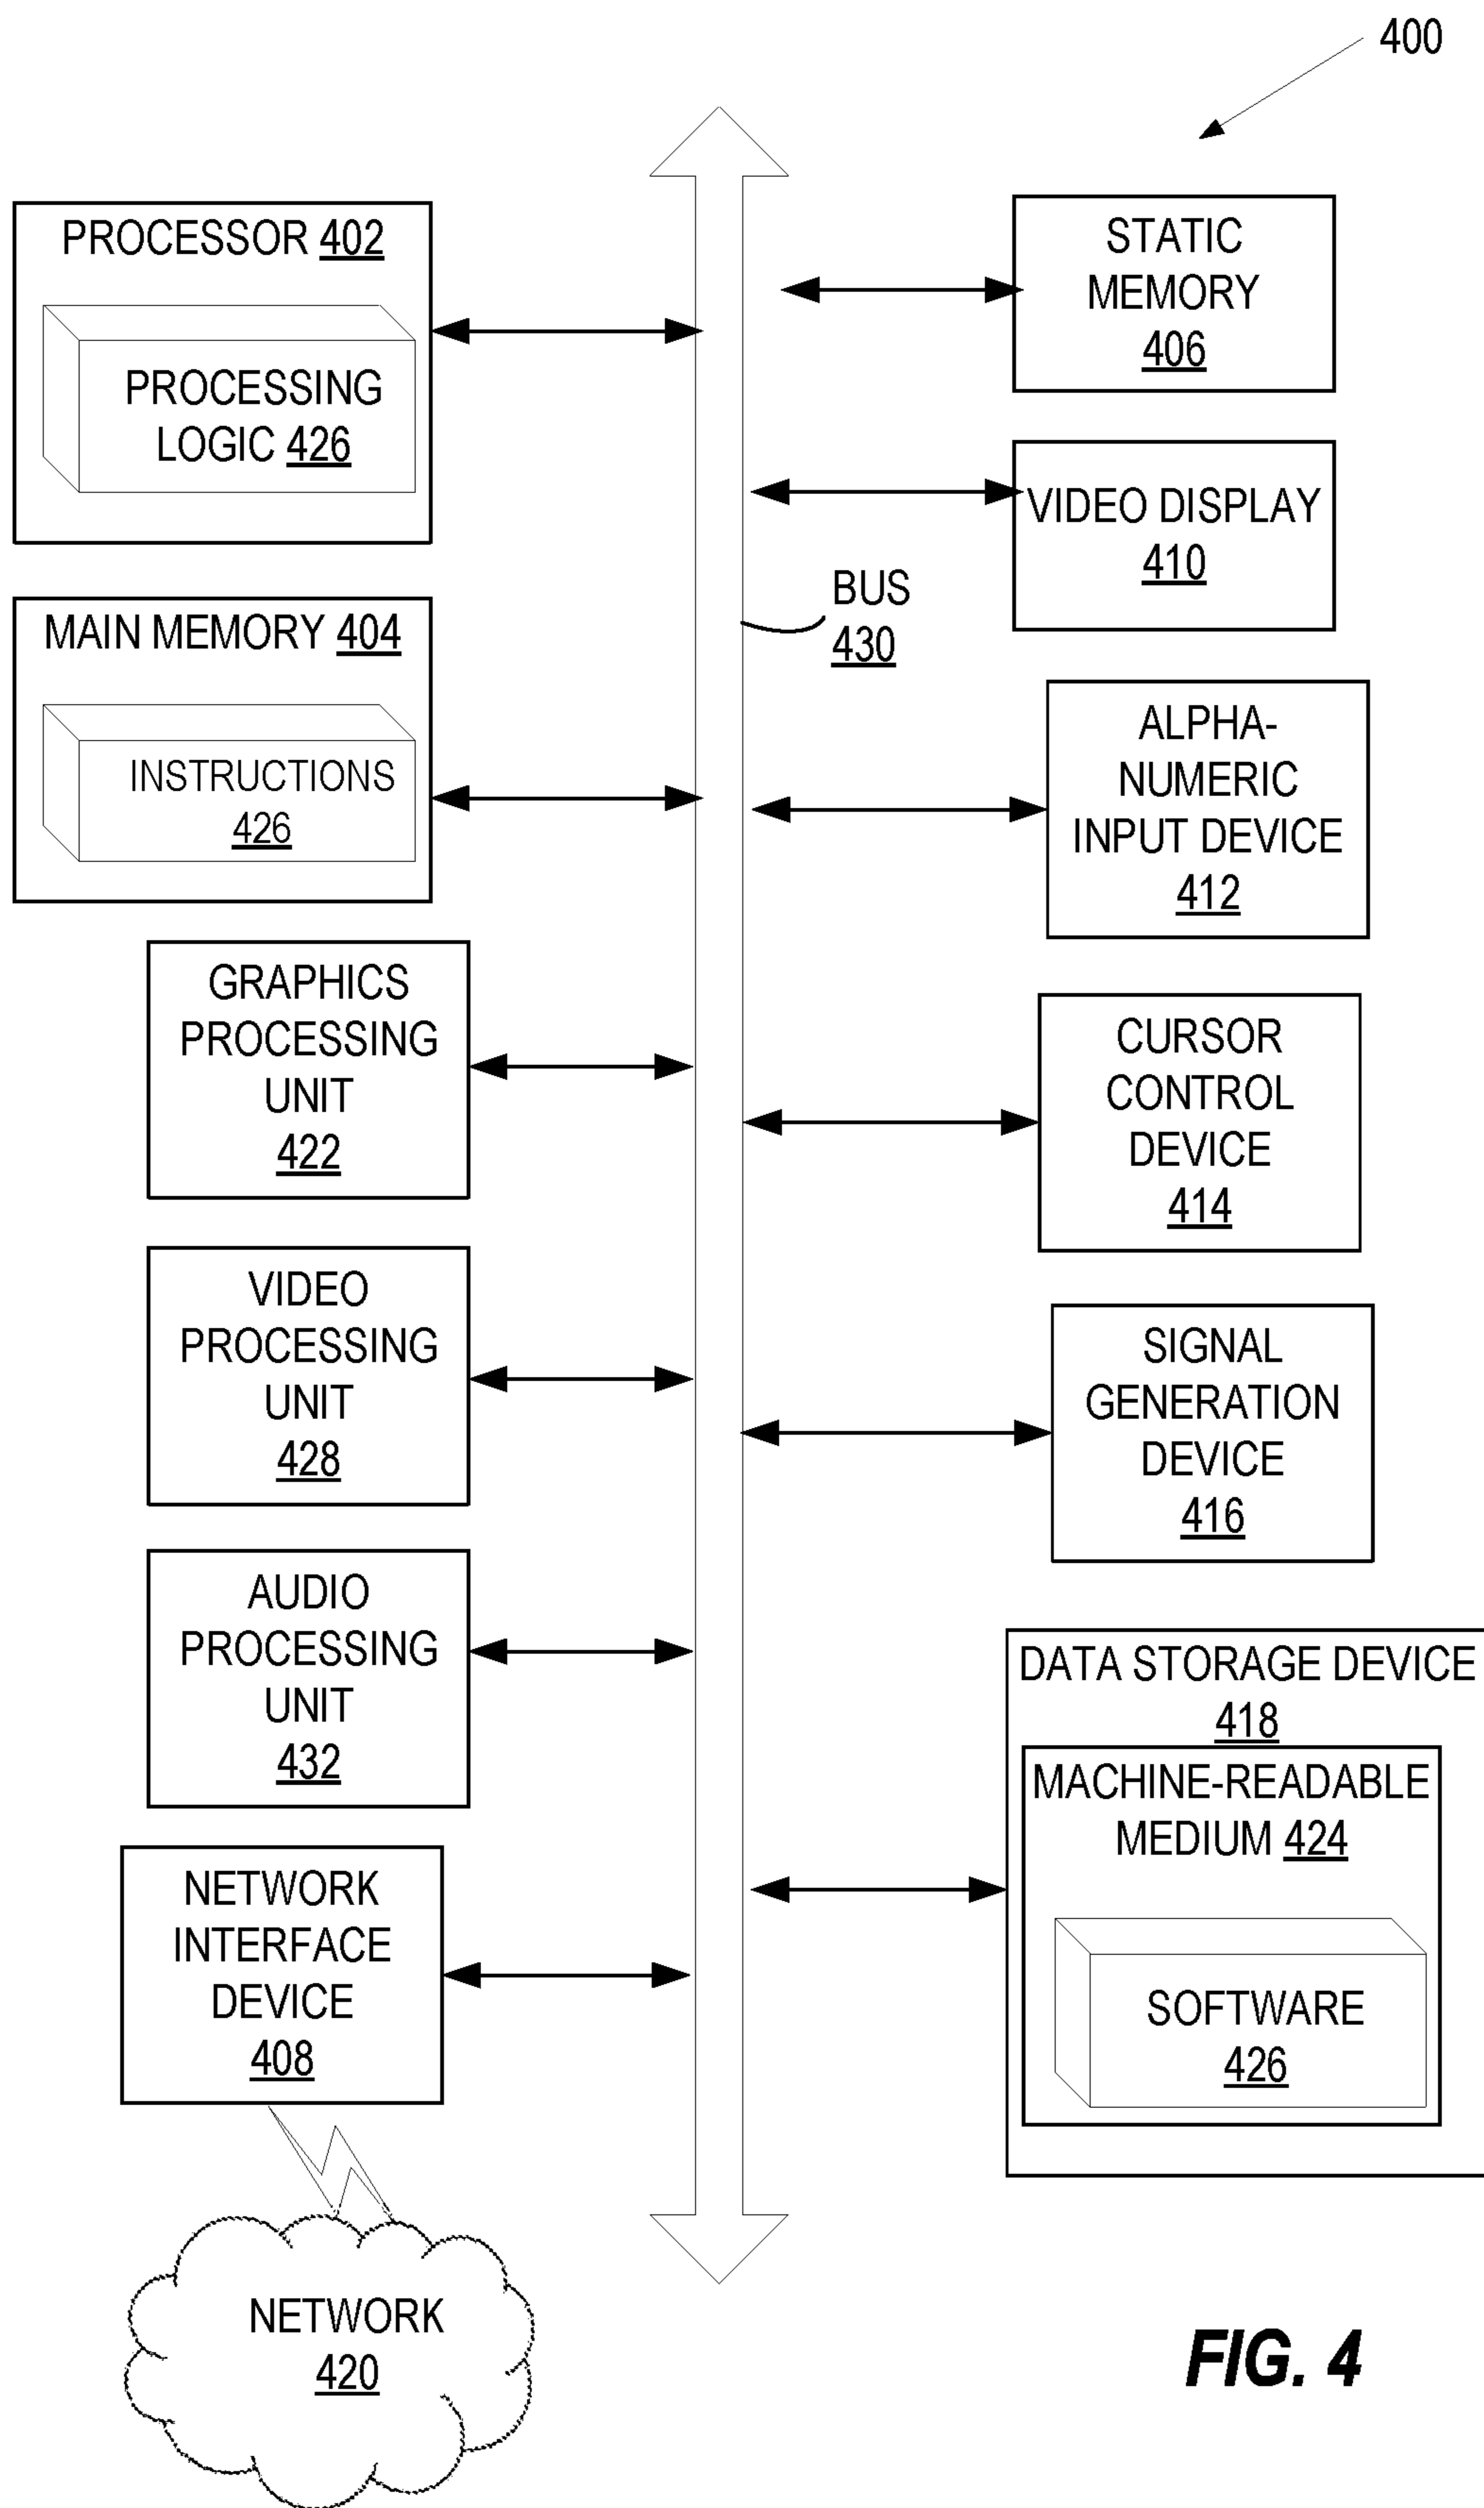 400
PROCESSOR 402
PROCESSING
LOGIC 426
MAIN MEMORY 404
INSTRUCTIONS
426
GRAPHICS
PROCESSING
UNIT
422
VIDEO
PROCESSING
UNIT
428
AUDIO
PROCESSING
UNIT
432
NETWORK
INTERFACE
DEVICE
408
NETWORK
420
BUS
430
STATIC
MEMORY
406
VIDEO DISPLAY
410
ALPHA-
NUMERIC
INPUT DEVICE
412
CURSOR
CONTROL
DEVICE
414
SIGNAL
GENERATION
DEVICE
416
DATA STORAGE DEVICE
418
MACHINE-READABLE
MEDIUM 424
SOFTWARE
426
FIG. 4